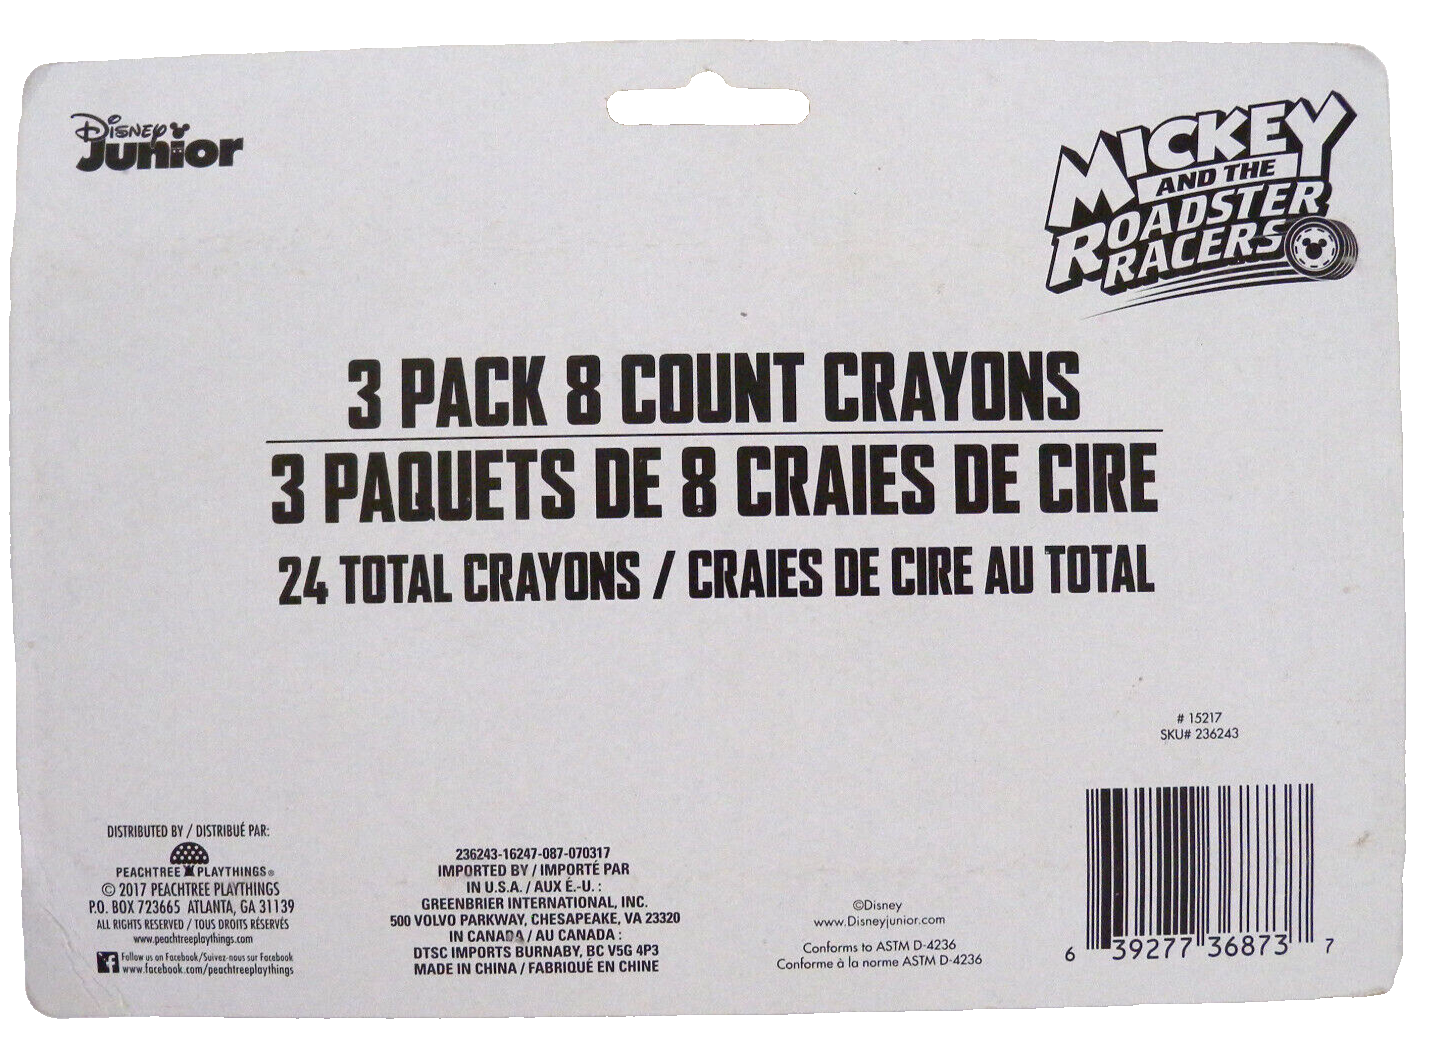 Disney
Junior
MICKEY
AND THE
ROADSTER
RACERS
3 PACK 8 COUNT CRAYONS
3 PAQUETS DE 8 CRAIES DE CIRE
24 TOTAL CRAYONS / CRAIES DE CIRE AU TOTAL
# 15217
SKU# 236243
DISTRIBUTED BY / DISTRIBUÉ PAR:
PEACHTREE PLAYTHINGS®
© 2017 PEACHTREE PLAYTHINGS
P.O. BOX 723665 ATLANTA, GA 31139
ALL RIGHTS RESERVED / TOUS DROITS RÉSERVÉS
www.peachtreeplaythings.com
Follow us on Facebook/Suivez-nous sur Facebook
www.facebook.com/peachtreeplaythings
236243-16247-087-070317
IMPORTED BY / IMPORTÉ PAR
IN U.S.A. / AUX É.-U. :
GREENBRIER INTERNATIONAL, INC.
500 VOLVO PARKWAY, CHESAPEAKE, VA 23320
IN CANADA / AU CANADA :
DTSC IMPORTS BURNABY, BC V5G 4P3
MADE IN CHINA / FABRIQUÉ EN CHINE
©Disney
www.Disneyjunior.com
Conforms to ASTM D-4236
Conforme à la norme ASTM D-4236
6 39277 36873 7